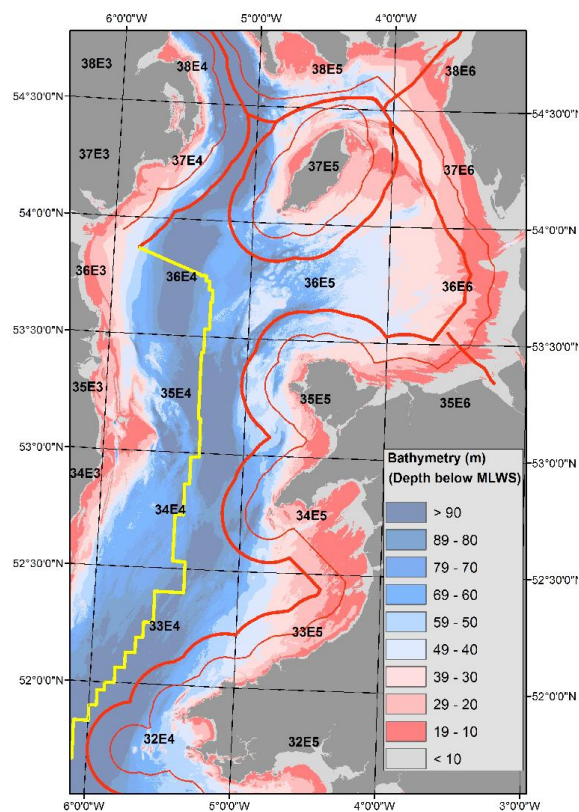 6°0'0"W 5°0'0"W 4°0'0"W
38E3 38E4 38E5 38E6
54°30'0"N 54°30'0"N
37E3 37E4 37E5 37E6
54°0'0"N 54°0'0"N
36E3 36E4 36E5 36E6
53°30'0"N 53°30'0"N
35E3 35E4 35E5 35E6
53°0'0"N 53°0'0"N
34E3 34E4 34E5
52°30'0"N 52°30'0"N
33E4 33E5
52°0'0"N 52°0'0"N
32E4 32E5
Bathymetry (m)
(Depth below MLWS)
> 90
89 - 80
79 - 70
69 - 60
59 - 50
49 - 40
39 - 30
29 - 20
19 - 10
< 10
6°0'0"W 5°0'0"W 4°0'0"W 3°0'0"W